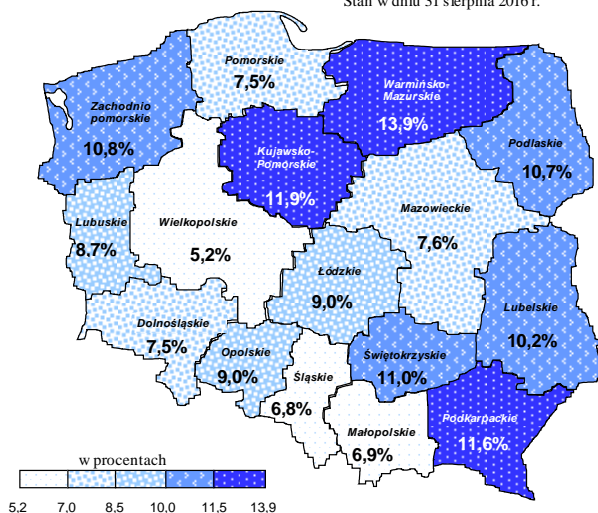 Stan w dniu 31 sierpnia 2016 r.
Pomorskie
7,5%
Warmińsko-
Mazurskie
13,9%
Zachodnio
pomorskie
10,8%
Podlaskie
10,7%
Kujawsko-
Pomorskie
11,9%
Lubuskie
8,7%
Wielkopolskie
5,2%
Mazowieckie
7,6%
Łódzkie
9,0%
Lubelskie
10,2%
Dolnośląskie
7,5%
Opolskie
9,0%
Śląskie
6,8%
Świętokrzyskie
11,0%
Małopolskie
6,9%
Podkarpackie
11,6%
w procentach
5,2 7,0 8,5 10,0 11,5 13,9